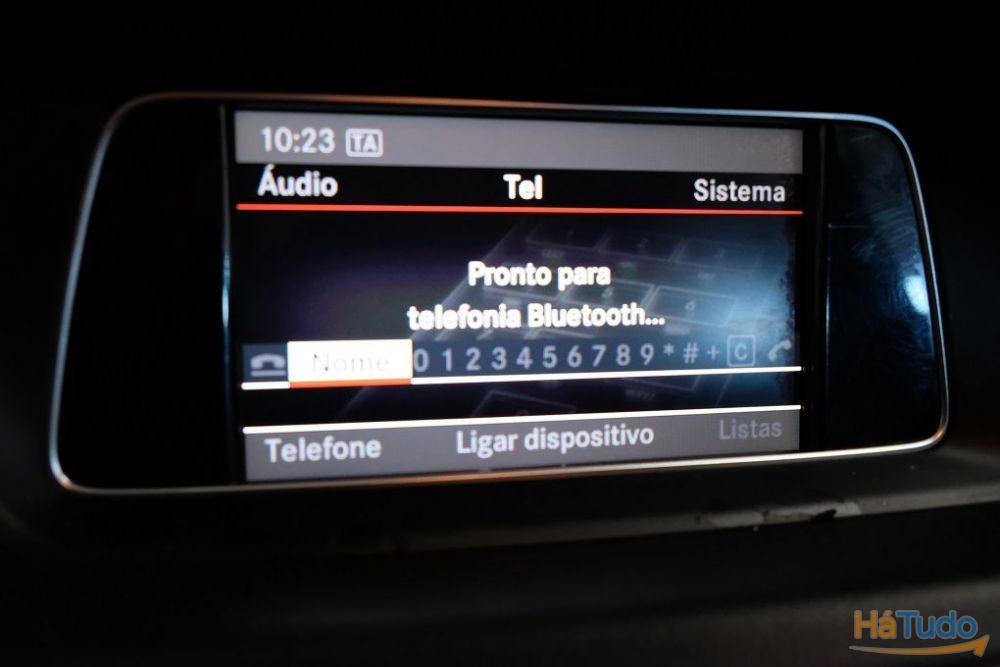 10:23 TA
Áudio Tel Sistema
Pronto para
telefonia Bluetooth...
Nome 0 1 2 3 4 5 6 7 8 9 * # + C
Telefone Ligar dispositivo Listas
HáTudo